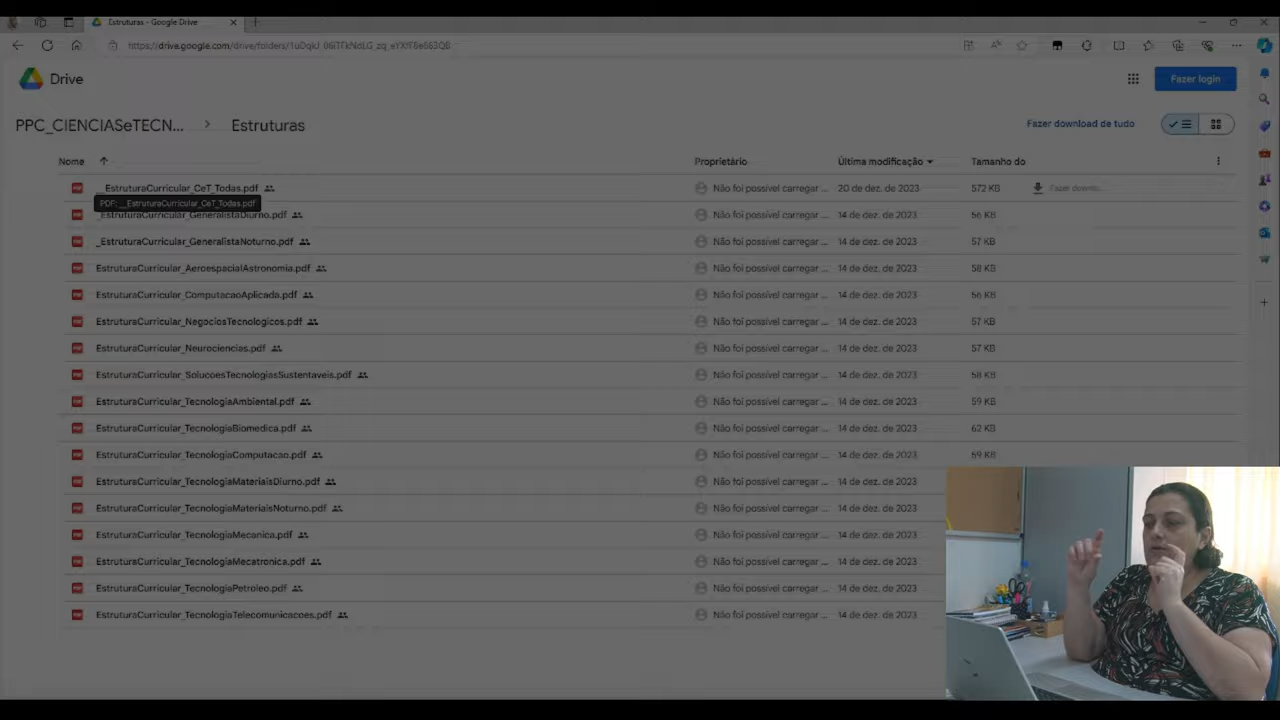 Estruturas - Google Drive
Drive
Fazer login
PPC_CIENCIASeTECN... > Estruturas
Fazer download de tudo
Nome Proprietário Última modificação Tamanho do
__EstruturaCurricular_CeT_Todas.pdf Não foi possível carregar ... 20 de dez. de 2023 572 KB Fazer downlo...
PDF: __EstruturaCurricular_CeT_Todas.pdf
_EstruturaCurricular_GeneralistaDiurno.pdf Não foi possível carregar ... 14 de dez. de 2023 56 KB
_EstruturaCurricular_GeneralistaNoturno.pdf Não foi possível carregar ... 14 de dez. de 2023 57 KB
EstruturaCurricular_AeroespacialAstronomia.pdf Não foi possível carregar ... 14 de dez. de 2023 58 KB
EstruturaCurricular_ComputacaoAplicada.pdf Não foi possível carregar ... 14 de dez. de 2023 56 KB
EstruturaCurricular_NegociosTecnologicos.pdf Não foi possível carregar ... 14 de dez. de 2023 57 KB
EstruturaCurricular_Neurociencias.pdf Não foi possível carregar ... 14 de dez. de 2023 57 KB
EstruturaCurricular_SolucoesTecnologiasSustentaveis.pdf Não foi possível carregar ... 14 de dez. de 2023 58 KB
EstruturaCurricular_TecnologiaAmbiental.pdf Não foi possível carregar ... 14 de dez. de 2023 59 KB
EstruturaCurricular_TecnologiaBiomedica.pdf Não foi possível carregar ... 14 de dez. de 2023 62 KB
EstruturaCurricular_TecnologiaComputacao.pdf Não foi possível carregar ... 14 de dez. de 2023 59 KB
EstruturaCurricular_TecnologiaMateriaisDiurno.pdf Não foi possível carregar ... 14 de dez. de 2023
EstruturaCurricular_TecnologiaMateriaisNoturno.pdf Não foi possível carregar ... 14 de dez. de 2023
EstruturaCurricular_TecnologiaMecanica.pdf Não foi possível carregar ... 14 de dez. de 2023
EstruturaCurricular_TecnologiaMecatronica.pdf Não foi possível carregar ... 14 de dez. de 2023
EstruturaCurricular_TecnologiaPetroleo.pdf Não foi possível carregar ... 14 de dez. de 2023
EstruturaCurricular_TecnologiaTelecomunicacoes.pdf Não foi possível carregar ... 14 de dez. de 2023